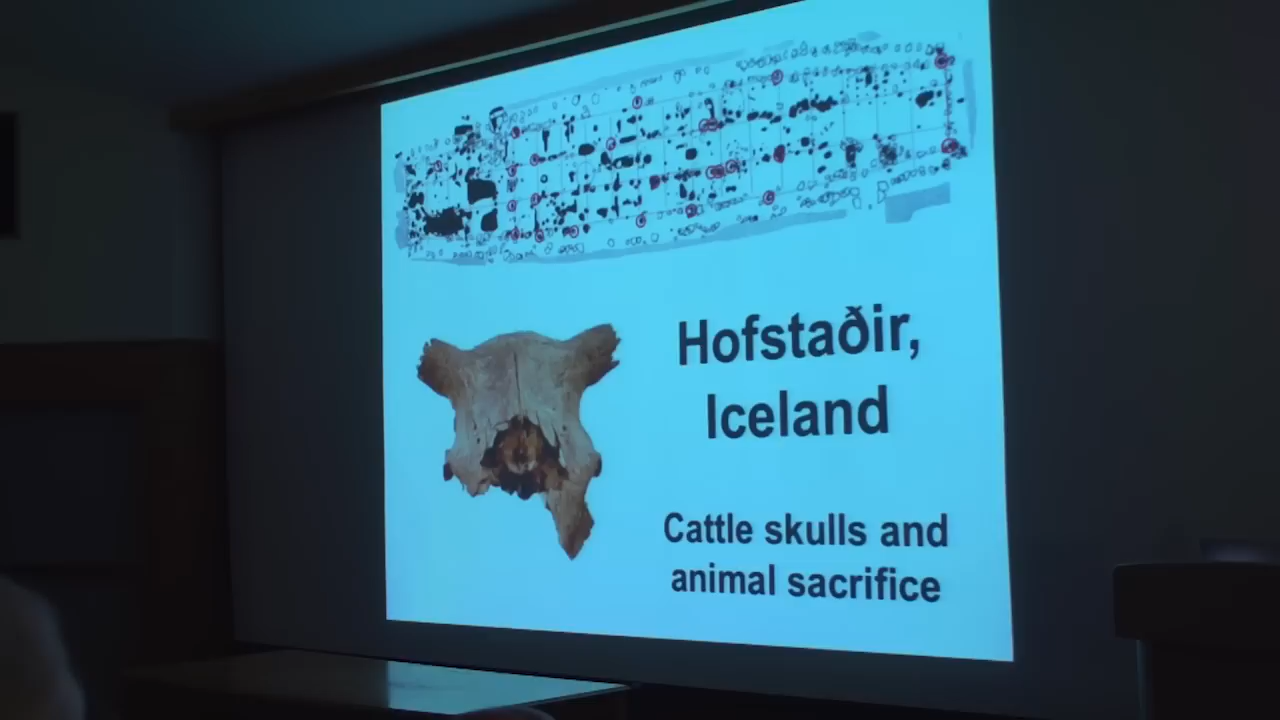 Hofstaðir,
Iceland
Cattle skulls and
animal sacrifice